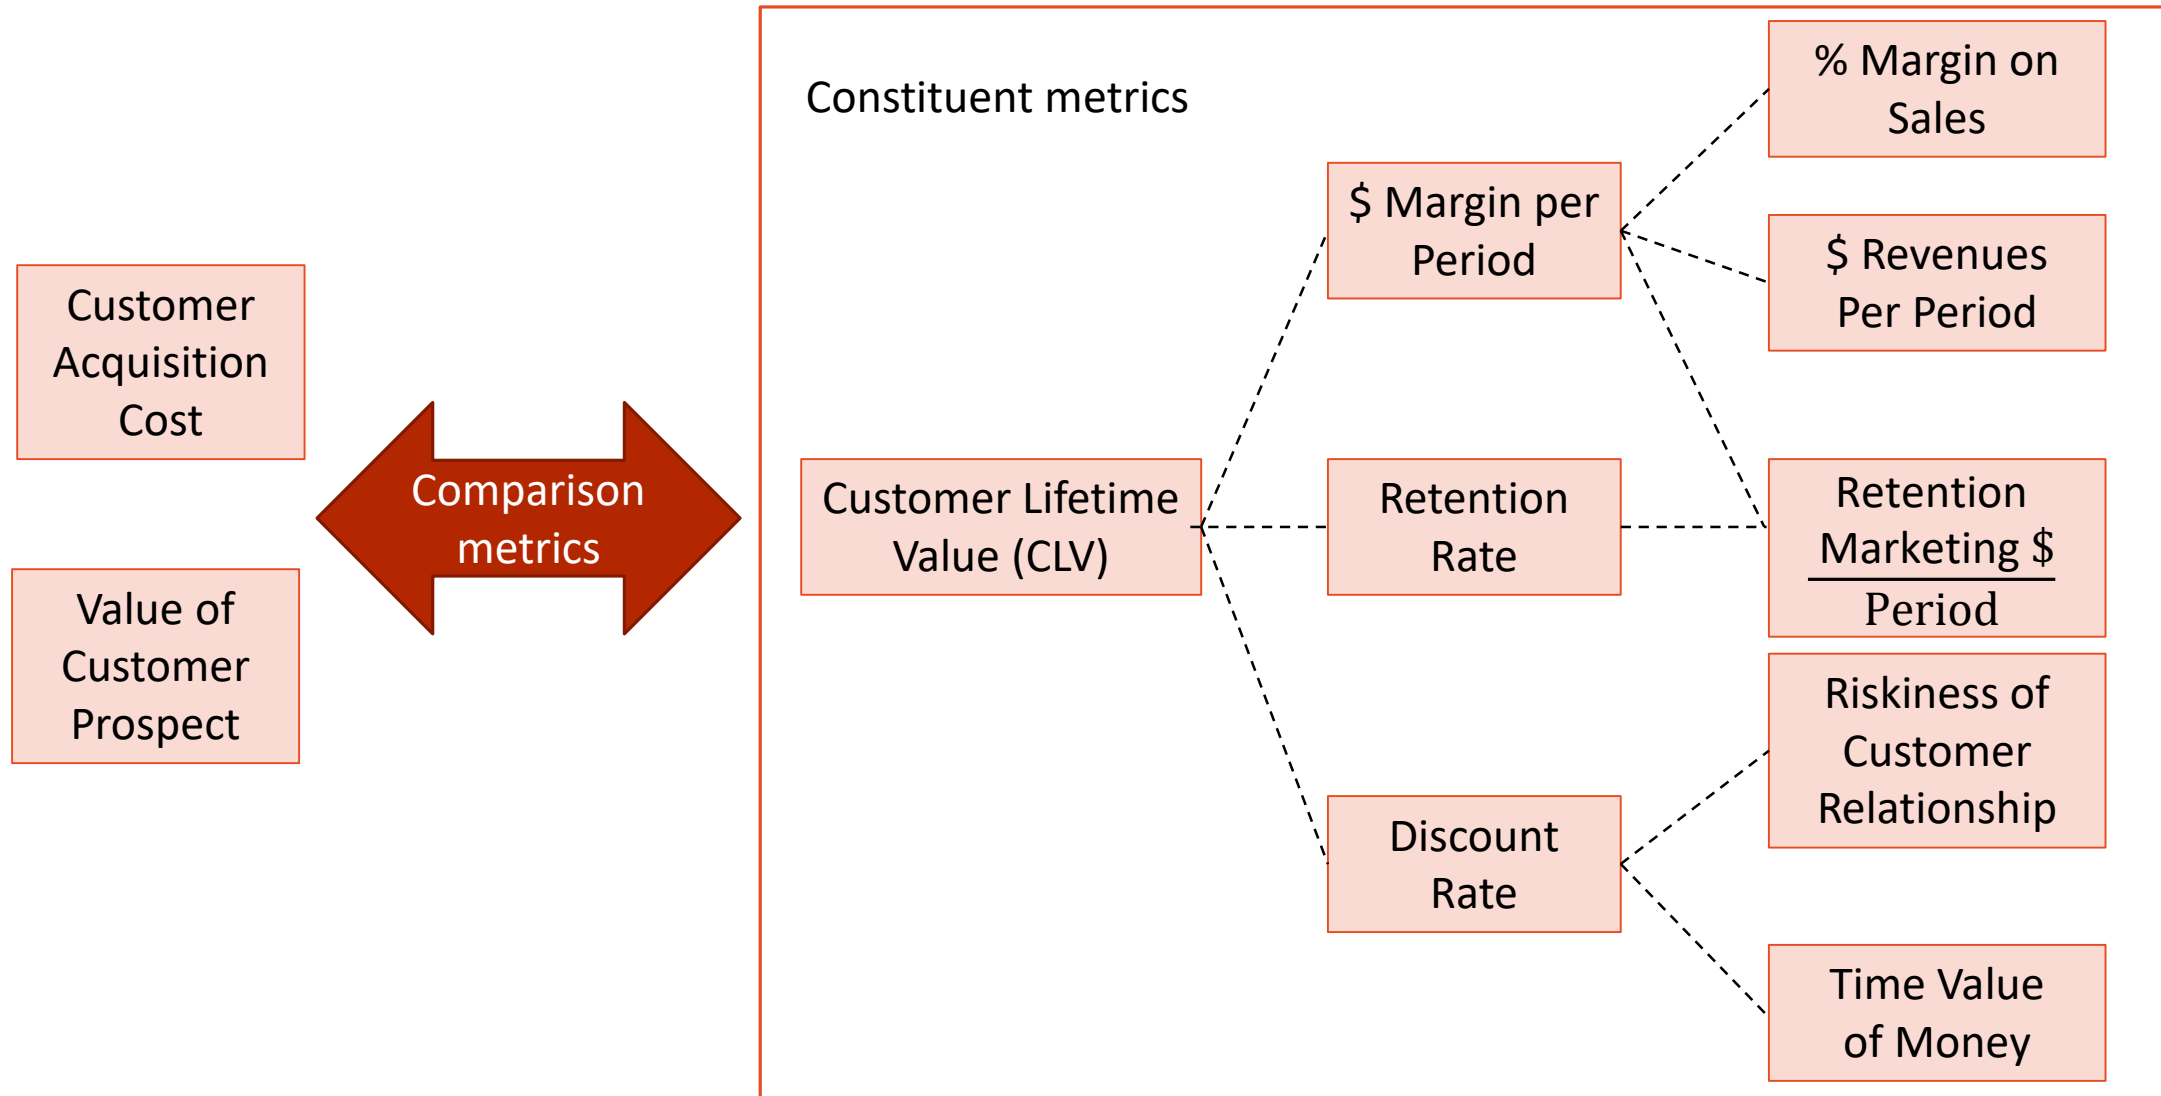 Customer
Acquisition
Cost
Value of
Customer
Prospect
Comparison
metrics
Constituent metrics
Customer Lifetime
Value (CLV)
$ Margin per
Period
Retention
Rate
Discount
Rate
% Margin on
Sales
$ Revenues
Per Period
Retention
Marketing $
Period
Riskiness of
Customer
Relationship
Time Value
of Money